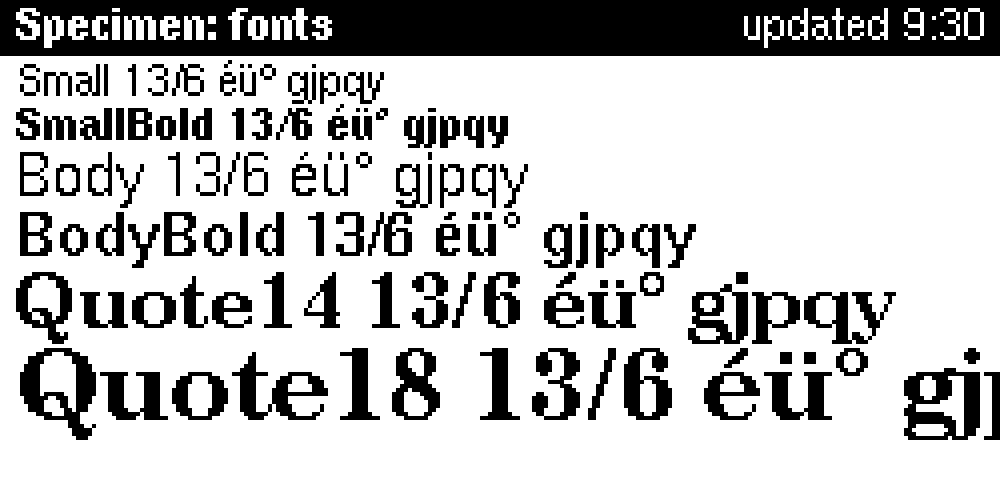 Specimen: fonts updated 9:30
Small 13/6 éü° gjpqy
SmallBold 13/6 éü° gjpqy
Body 13/6 éü° gjpqy
BodyBold 13/6 éü° gjpqy
Quote14 13/6 éü° gjpqy
Quote18 13/6 éü° gj